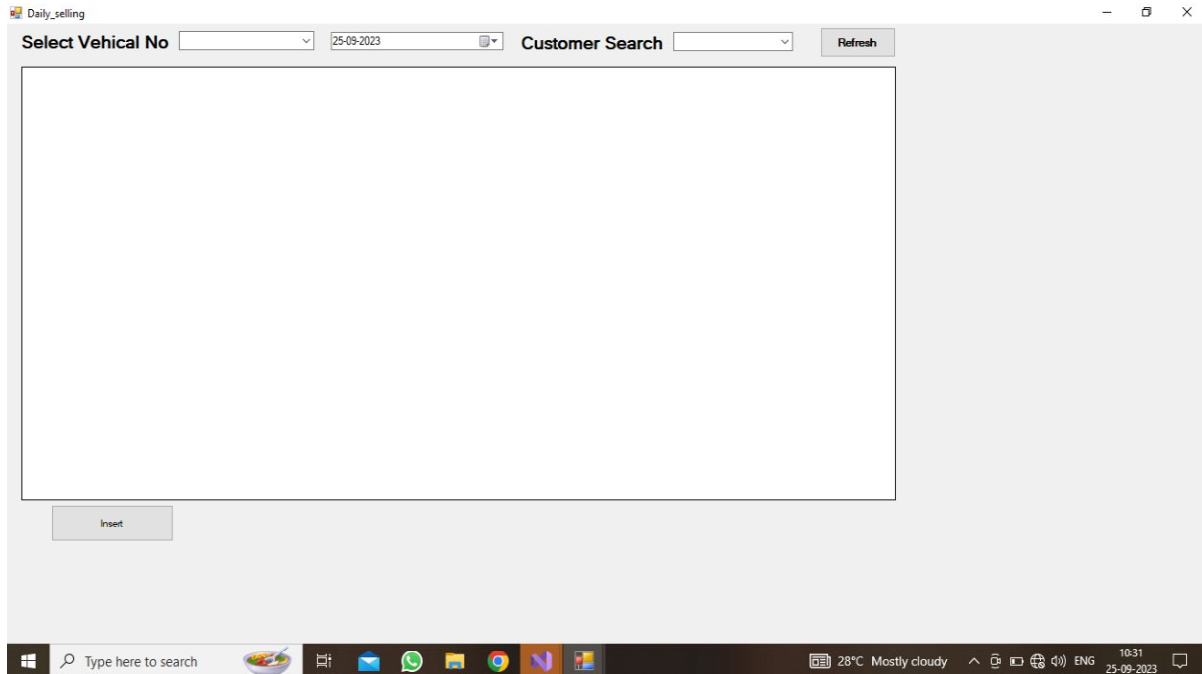 Daily_selling
Select Vehical No 25-09-2023 Customer Search Refresh
Insert
Type here to search 28°C Mostly cloudy ENG 10:31
25-09-2023